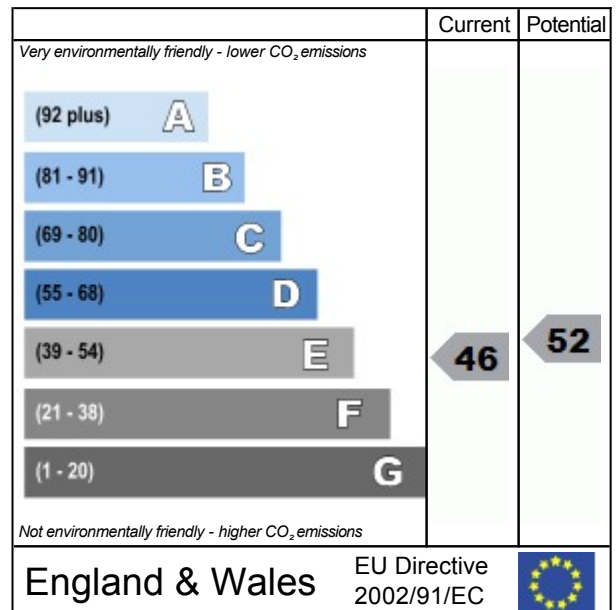 Current Potential
Very environmentally friendly - lower CO₂ emissions
(92 plus) A
(81 - 91) B
(69 - 80) C
(55 - 68) D
(39 - 54) E
46
52
(21 - 38) F
(1 - 20) G
Not environmentally friendly - higher CO₂ emissions
England & Wales
EU Directive
2002/91/EC